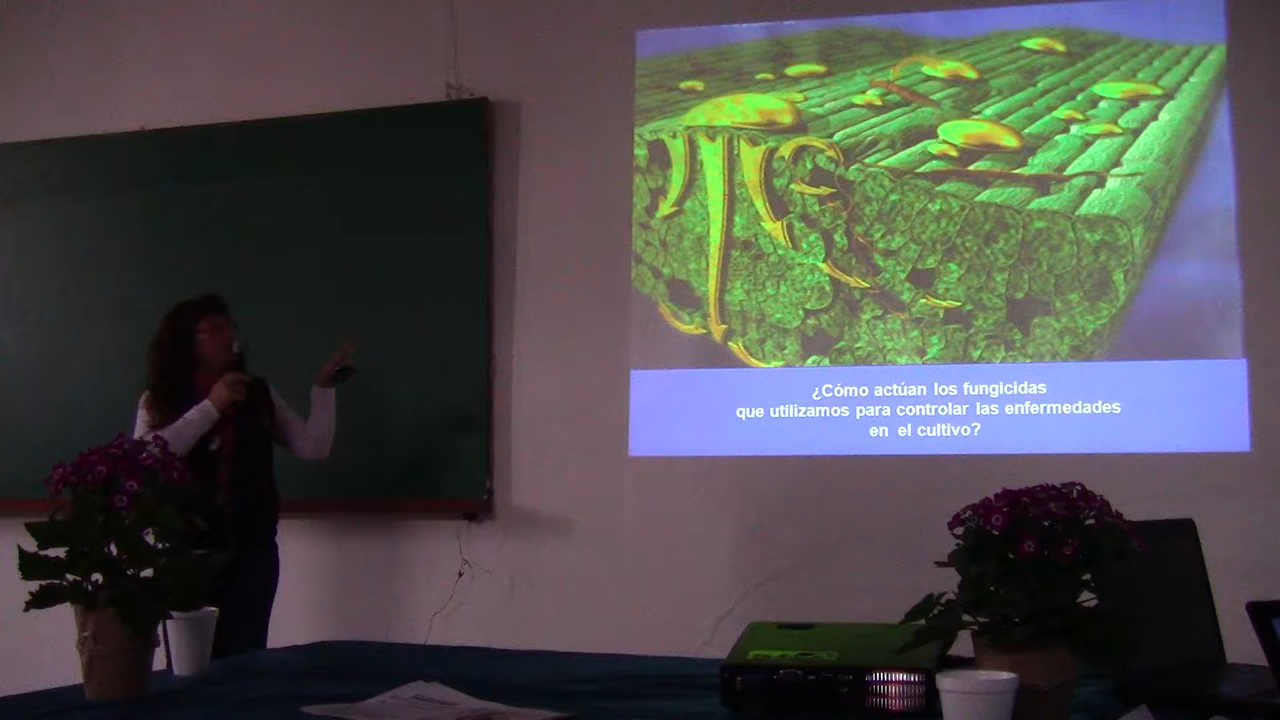 ¿Cómo actúan los fungicidas
que utilizamos para controlar las enfermedades
en el cultivo?